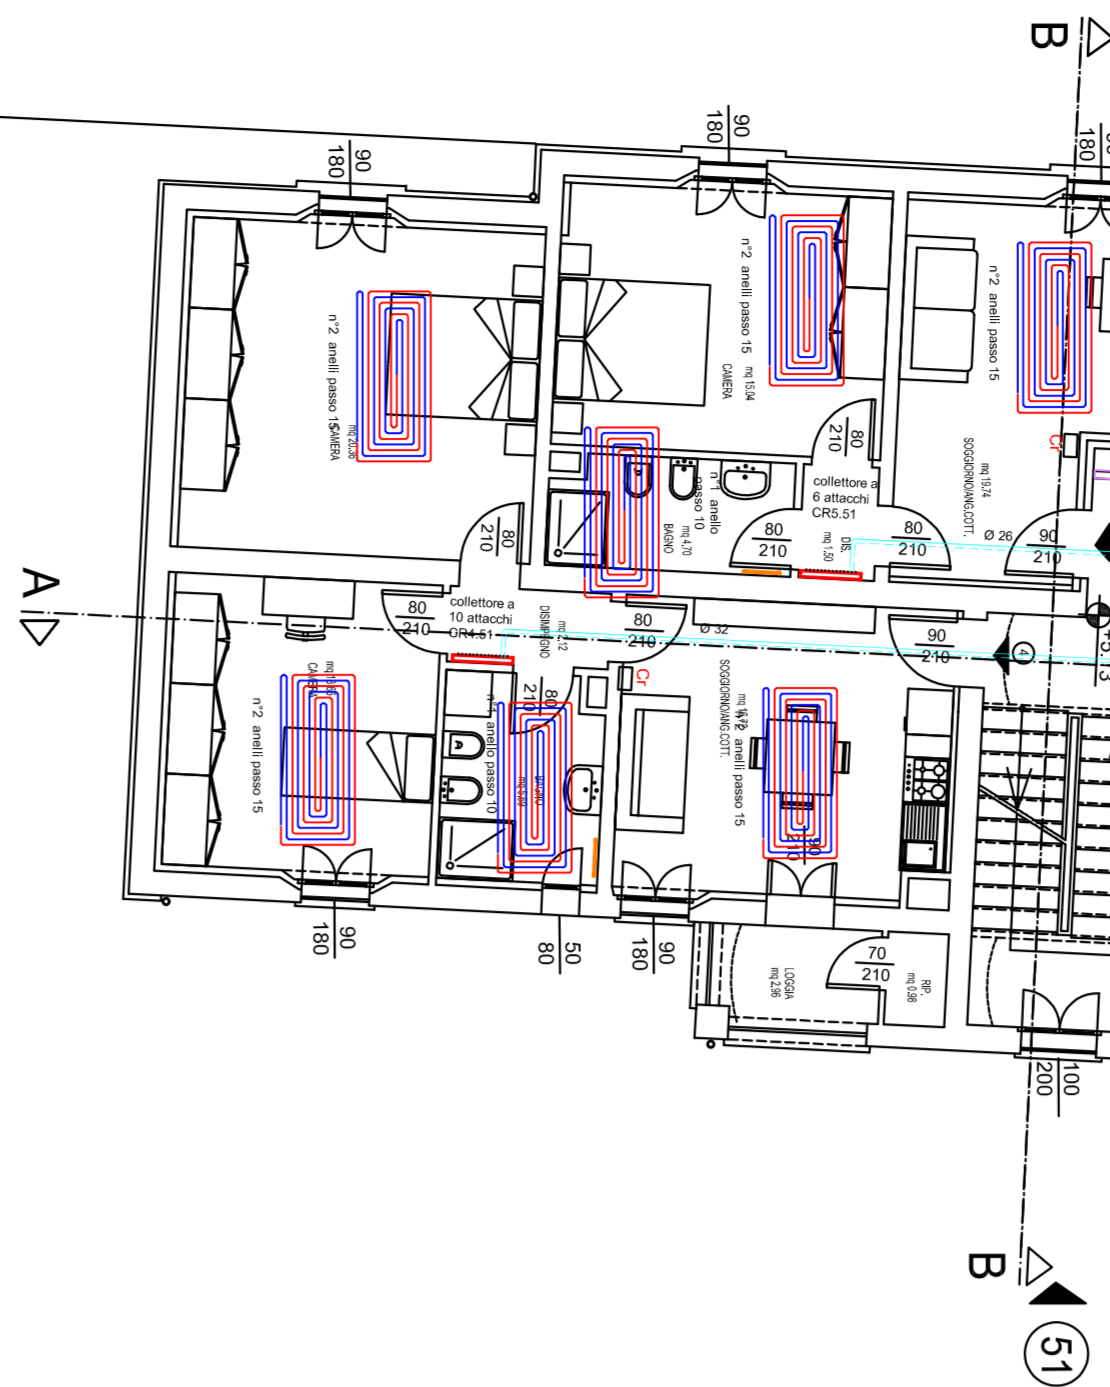 B
90
180
90
180
180
n°2 anelli passo 15
mq 15.04
CAMERA
n°2 anelli passo 15
n°2 anelli passo 15
mq 20.36
CAMERA
Cr
mq 19.74
SOGGIORNO/ANG.COTT.
80
210
collettore a
6 attacchi
CR5.51
n°1 anello
passo 10
mq 4.70
BAGNO
DIS.
mq 1.50
80
210
80
210
Ø 26
90
210
80
210
A
80
210
collettore a
10 attacchi
CR4.51
mq 2.12
DISIMPEGNO
80
210
Ø 32
90
210
4
Cr
80
210
CAMERA
n°2 anelli passo 15
n°1 anello passo 10
BAGNO
SOGGIORNO/ANG.COTT.
n°2 anelli passo 15
90
210
90
180
50
80
90
180
LOGGIA
mq 2.96
70
210
RIP.
mq 0.98
100
200
B
51